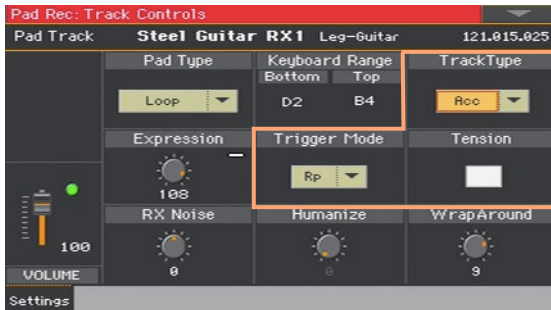 Pad Rec: Track Controls
Pad Track Steel Guitar RX1 Leg-Guitar 121.015.025
Pad Type Keyboard Range TrackType
Bottom Top
Loop D2 B4 Acc
Expression Trigger Mode Tension
Rp
108
RX Noise Humanize WrapAround
100
0 0 9
VOLUME
Settings